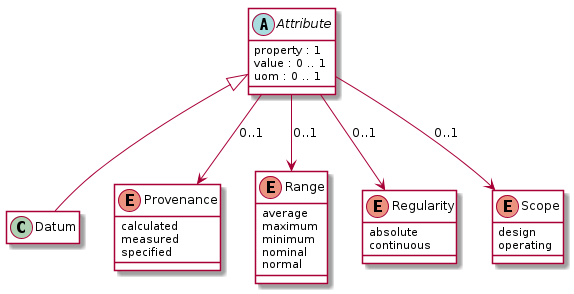 A Attribute
property : 1
value : 0 .. 1
uom : 0 .. 1
0..1
0..1
0..1
0..1
C Datum
E Provenance
calculated
measured
specified
E Range
average
maximum
minimum
nominal
normal
E Regularity
absolute
continuous
E Scope
design
operating